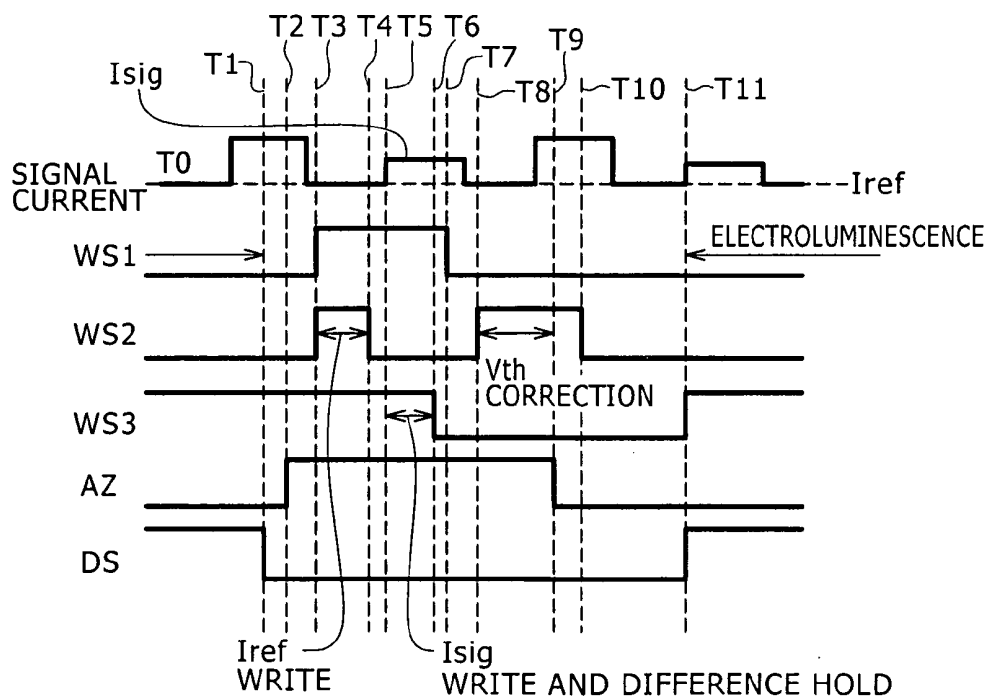 T1
T2
T3
T4
T5
T6
T7
T8
T9
T10
T11
Isig
T0
SIGNAL
CURRENT
Iref
WS1
ELECTROLUMINESCENCE
WS2
Vth
CORRECTION
WS3
AZ
DS
Iref
WRITE
Isig
WRITE AND DIFFERENCE HOLD